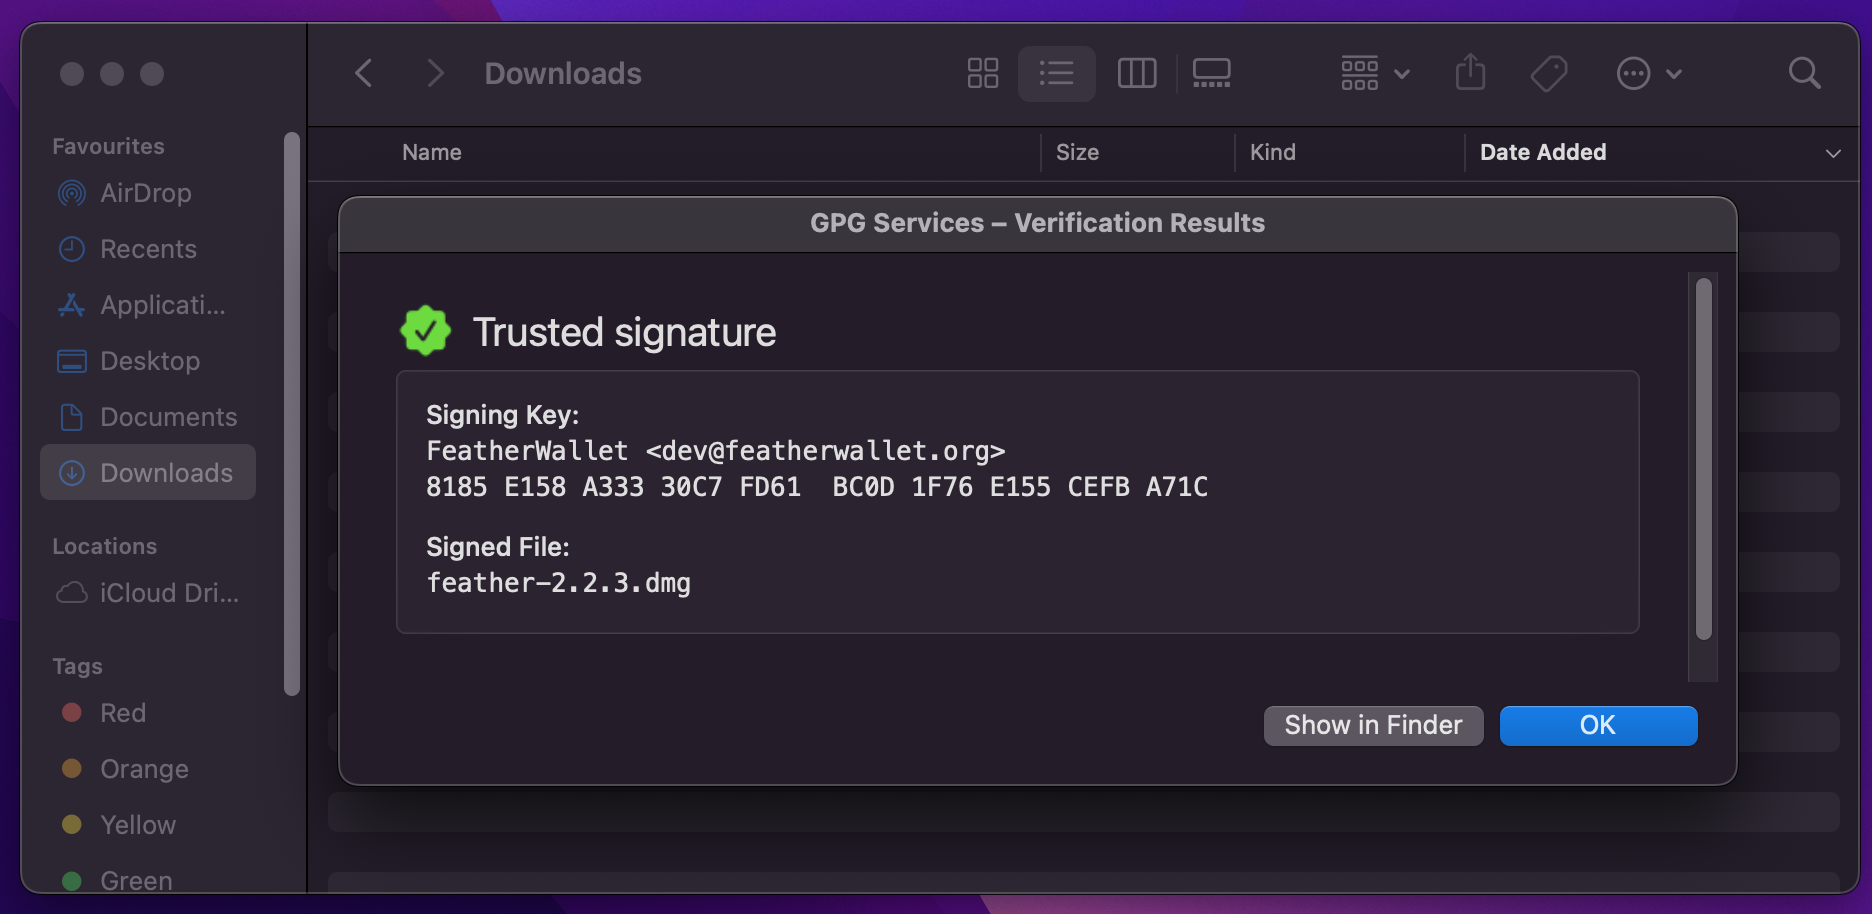 Downloads
Favourites
AirDrop
Recents
Applicati...
Desktop
Documents
Downloads
Locations
iCloud Dri...
Tags
Red
Orange
Yellow
Green
Name
Size
Kind
Date Added
GPG Services – Verification Results
Trusted signature
Signing Key:
FeatherWallet <dev@featherwallet.org>
8185 E158 A333 30C7 FD61  BC0D 1F76 E155 CEFB A71C
Signed File:
feather-2.2.3.dmg
Show in Finder
OK